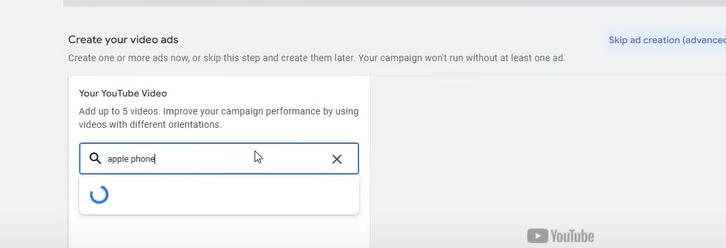 Create your video ads
Skip ad creation (advanced
Create one or more ads now, or skip this step and create them later. Your campaign won't run without at least one ad.
Your YouTube Video
Add up to 5 videos. Improve your campaign performance by using
videos with different orientations.
apple phone
YouTube